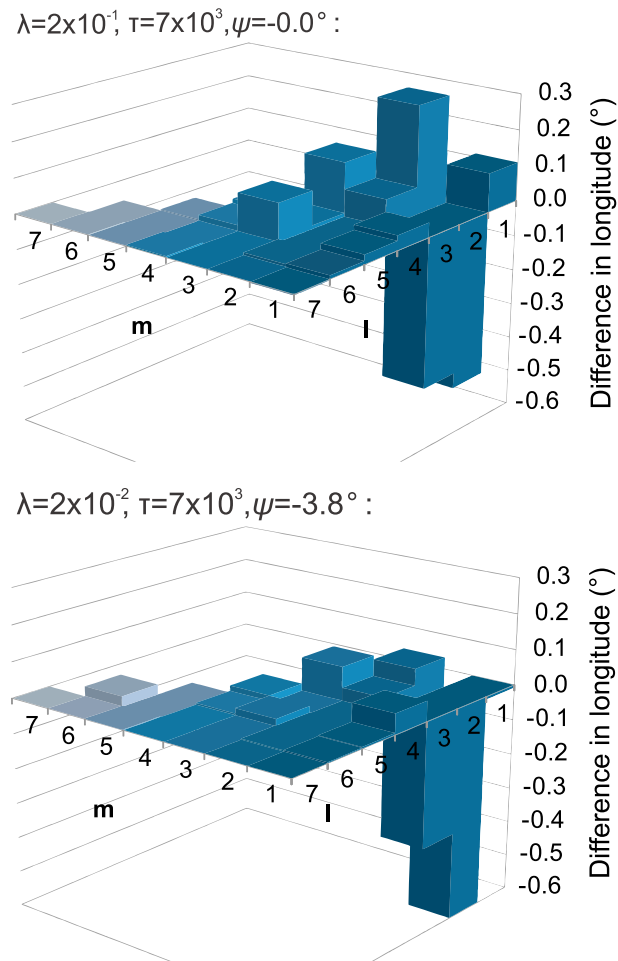 λ=2x10⁻¹, τ=7x10³, ψ=-0.0° :
0.3
0.2
0.1
0.0
-0.1
-0.2
-0.3
-0.4
-0.5
-0.6
Difference in longitude (°)
7 6 5 4 3 2 1
m
7 6 5 4 3 2 1
l
λ=2x10⁻², τ=7x10³, ψ=-3.8° :
0.3
0.2
0.1
0.0
-0.1
-0.2
-0.3
-0.4
-0.5
-0.6
Difference in longitude (°)
7 6 5 4 3 2 1
m
7 6 5 4 3 2 1
l